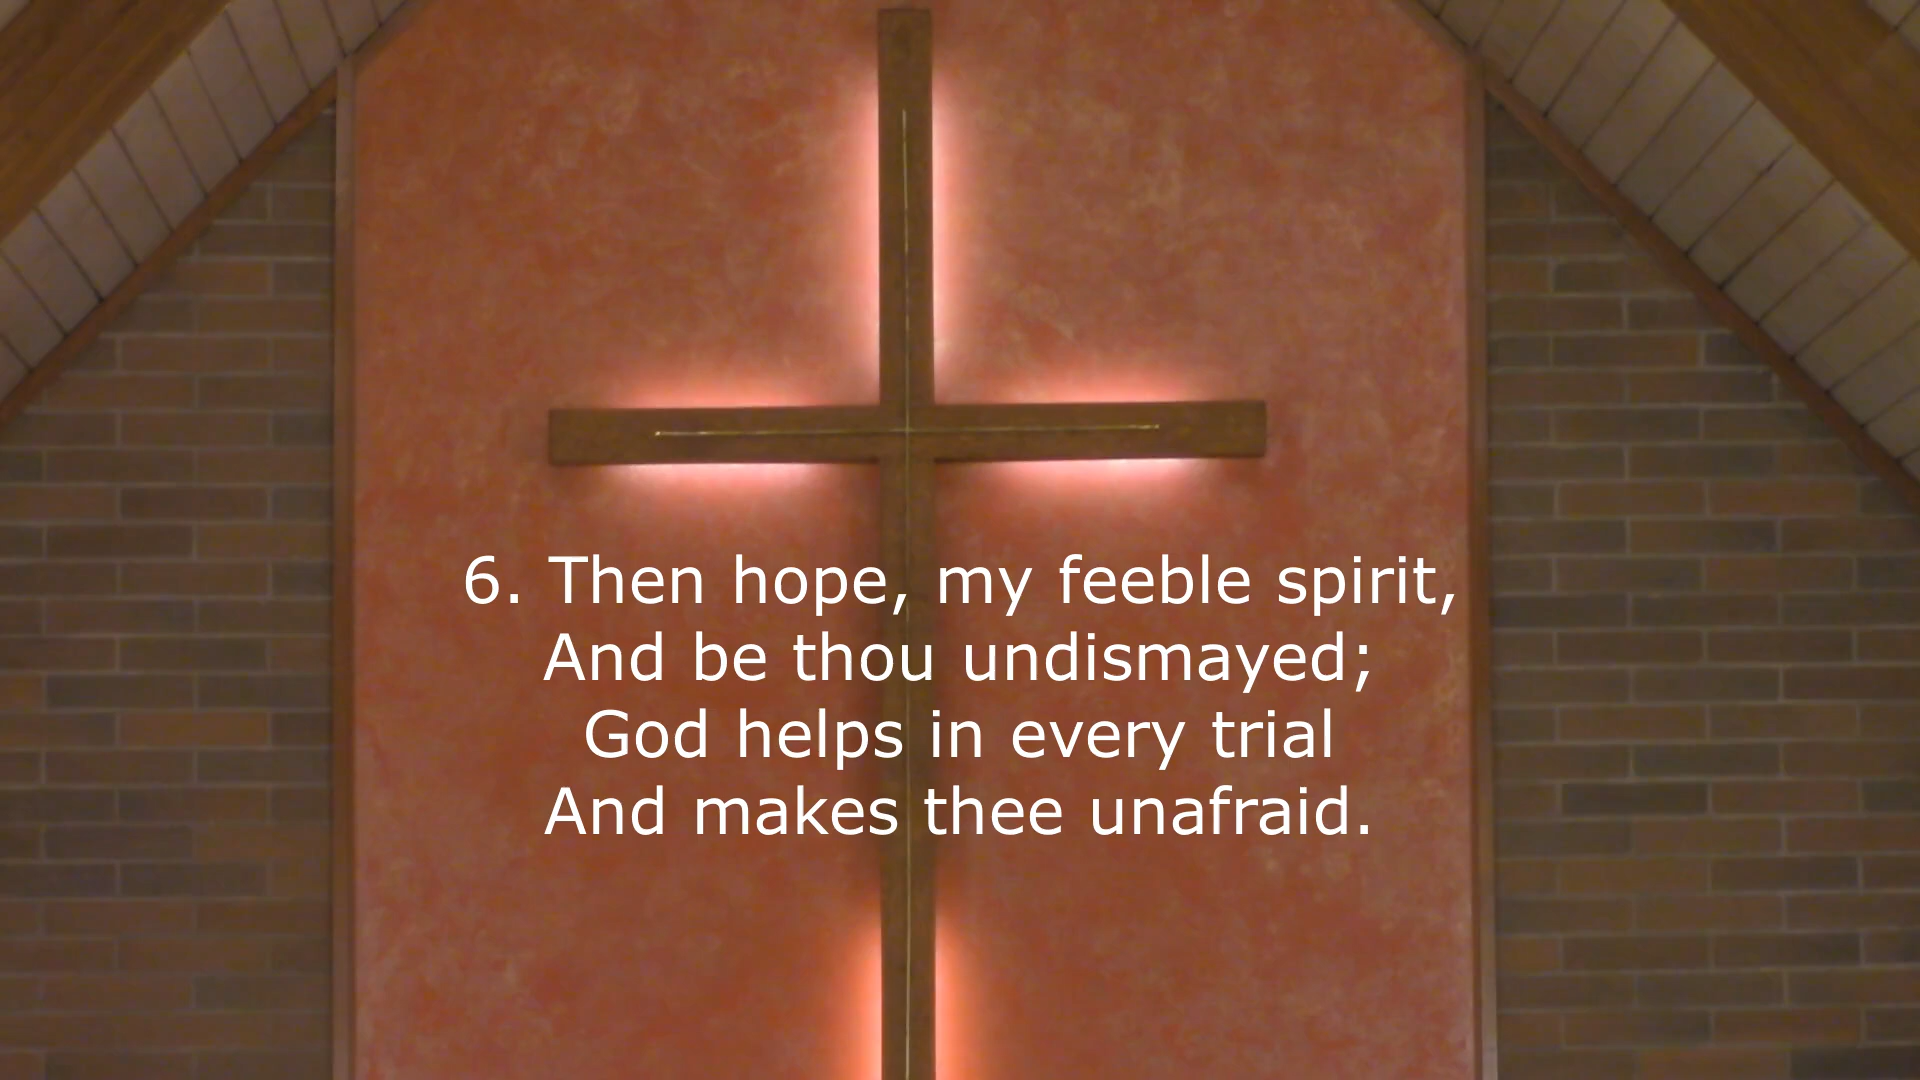 6. Then hope, my feeble spirit,
And be thou undismayed;
God helps in every trial
And makes thee unafraid.